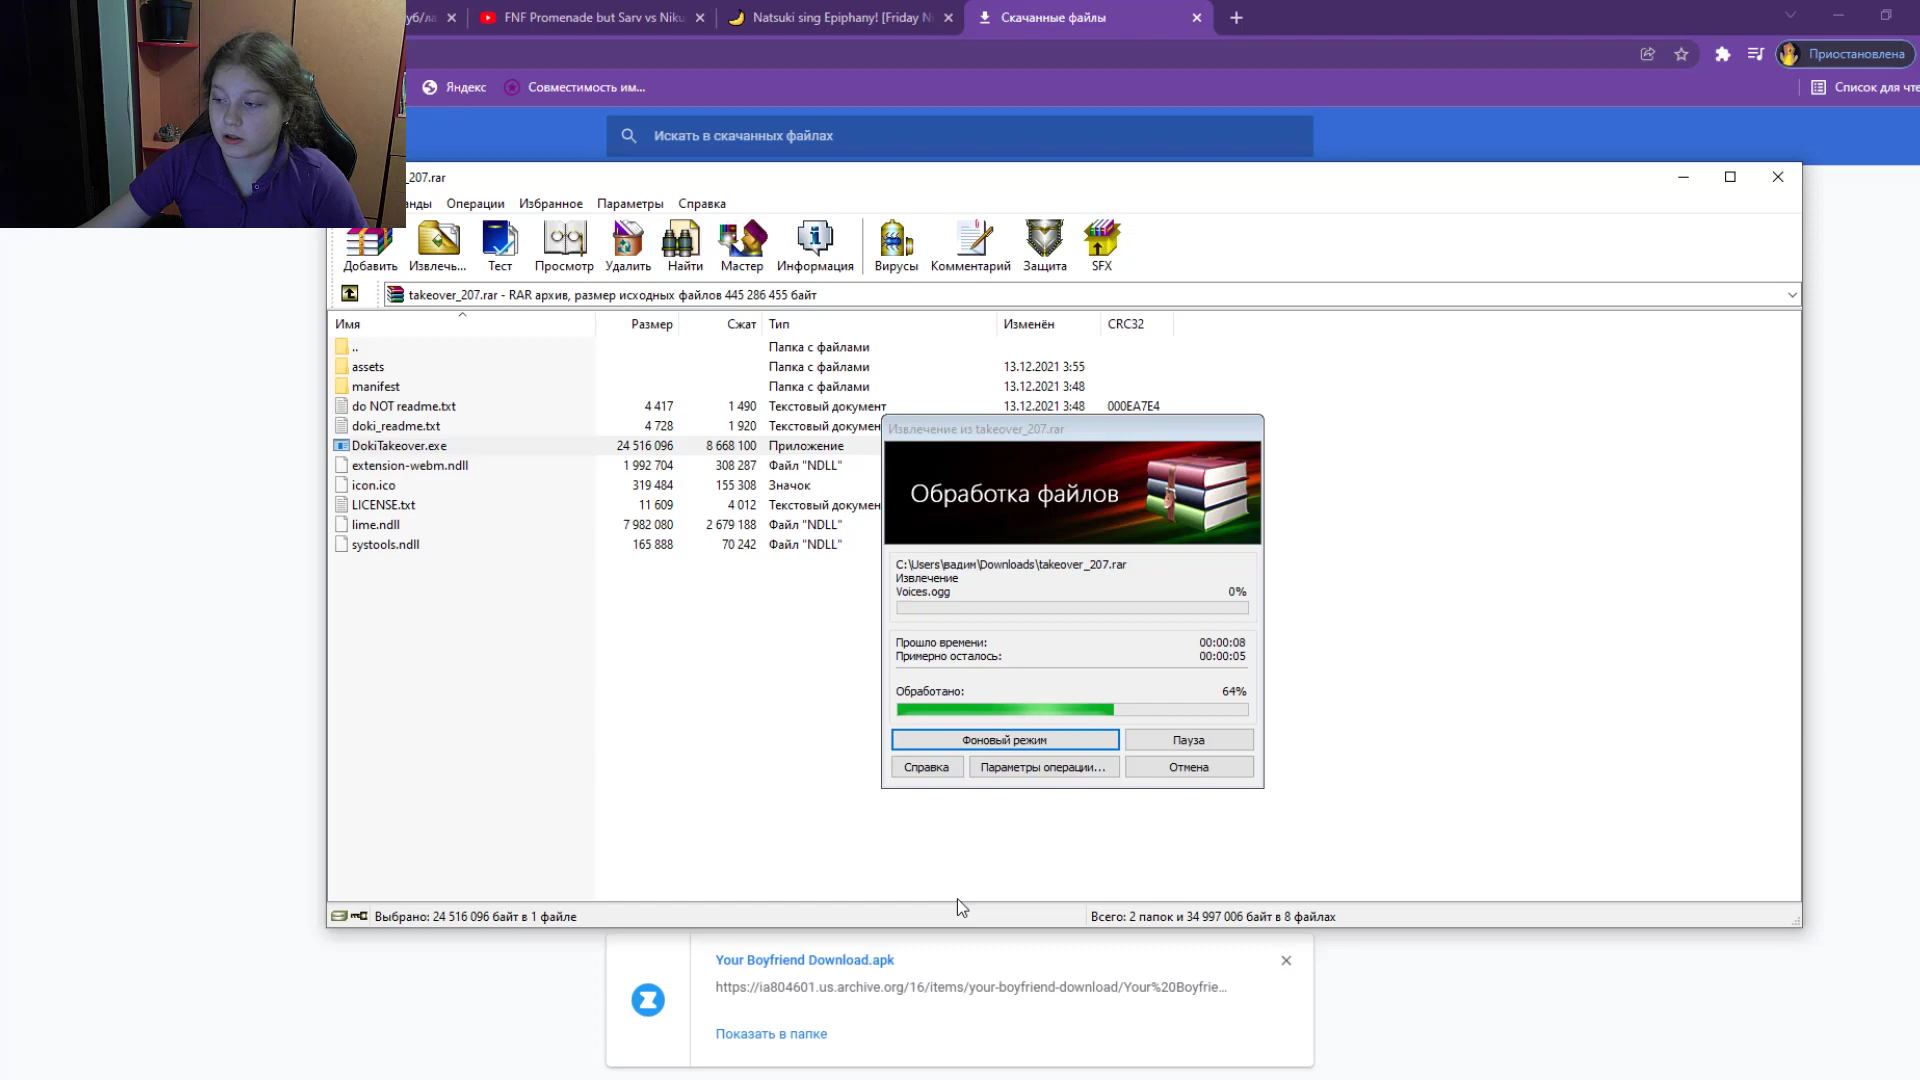 уб/ла
FNF Promenade but Sarv vs Niku
Natsuki sing Epiphany! [Friday Ni
Скачанные файлы
Приостановлена
Яндекс
Совместимость им...
Список для чте
Искать в скачанных файлах
_207.rar
нды Операции Избранное Параметры Справка
Добавить Извлечь... Тест Просмотр Удалить Найти Мастер Информация Вирусы Комментарий Защита SFX
takeover_207.rar - RAR архив, размер исходных файлов 445 286 455 байт
Имя Размер Сжат Тип Изменён CRC32
.. Папка с файлами
assets Папка с файлами 13.12.2021 3:55
manifest Папка с файлами 13.12.2021 3:48
do NOT readme.txt 4 417 1 490 Текстовый документ 13.12.2021 3:48 000EA7E4
doki_readme.txt 4 728 1 920 Текстовый докумен
DokiTakeover.exe 24 516 096 8 668 100 Приложение
extension-webm.ndll 1 992 704 308 287 Файл "NDLL"
icon.ico 319 484 155 308 Значок
LICENSE.txt 11 609 4 012 Текстовый докумен
lime.ndll 7 982 080 2 679 188 Файл "NDLL"
systools.ndll 165 888 70 242 Файл "NDLL"
Извлечение из takeover_207.rar
Обработка файлов
C:\Users\вадим\Downloads\takeover_207.rar
Извлечение
Voices.ogg 0%
Прошло времени: 00:00:08
Примерно осталось: 00:00:05
Обработано: 64%
Фоновый режим Пауза
Справка Параметры операции... Отмена
Выбрано: 24 516 096 байт в 1 файле
Всего: 2 папок и 34 997 006 байт в 8 файлах
Your Boyfriend Download.apk
https://ia804601.us.archive.org/16/items/your-boyfriend-download/Your%20Boyfrie...
Показать в папке